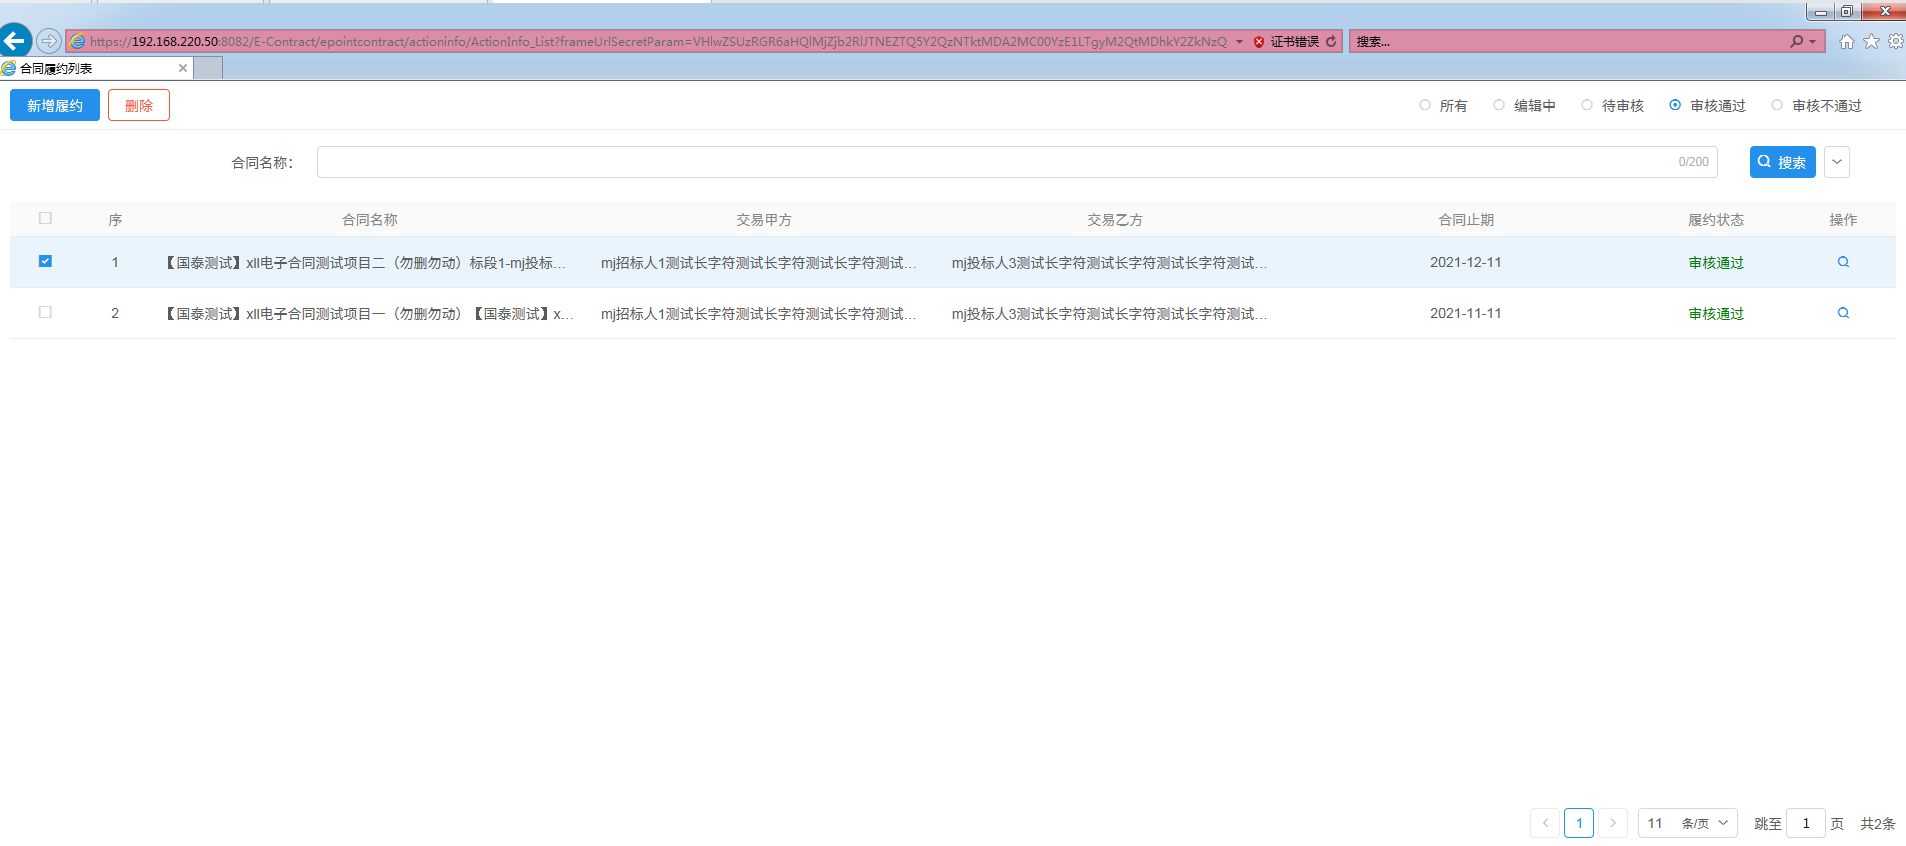 https://192.168.220.50:8082/E-Contract/epointcontract/actioninfo/ActionInfo_List?frameUrlSecretParam=VHlwZSUzRGR6aHQlMjZjb2RlJTNEZTQ5Y2QzNTktMDA2MC00YzE1LTgyM2QtMDhkY2ZkNzQ 证书错误 搜索...
合同履约列表
新增履约 删除 所有 编辑中 待审核 审核通过 审核不通过
合同名称： 0/200 搜索
序 合同名称 交易甲方 交易乙方 合同止期 履约状态 操作
1 【国泰测试】xll电子合同测试项目二（勿删勿动）标段1-mj投标... mj招标人1测试长字符测试长字符测试长字符测试... mj投标人3测试长字符测试长字符测试长字符测试... 2021-12-11 审核通过
2 【国泰测试】xll电子合同测试项目一（勿删勿动）【国泰测试】x... mj招标人1测试长字符测试长字符测试长字符测试... mj投标人3测试长字符测试长字符测试长字符测试... 2021-11-11 审核通过
1 11 条/页 跳至 1 页 共2条